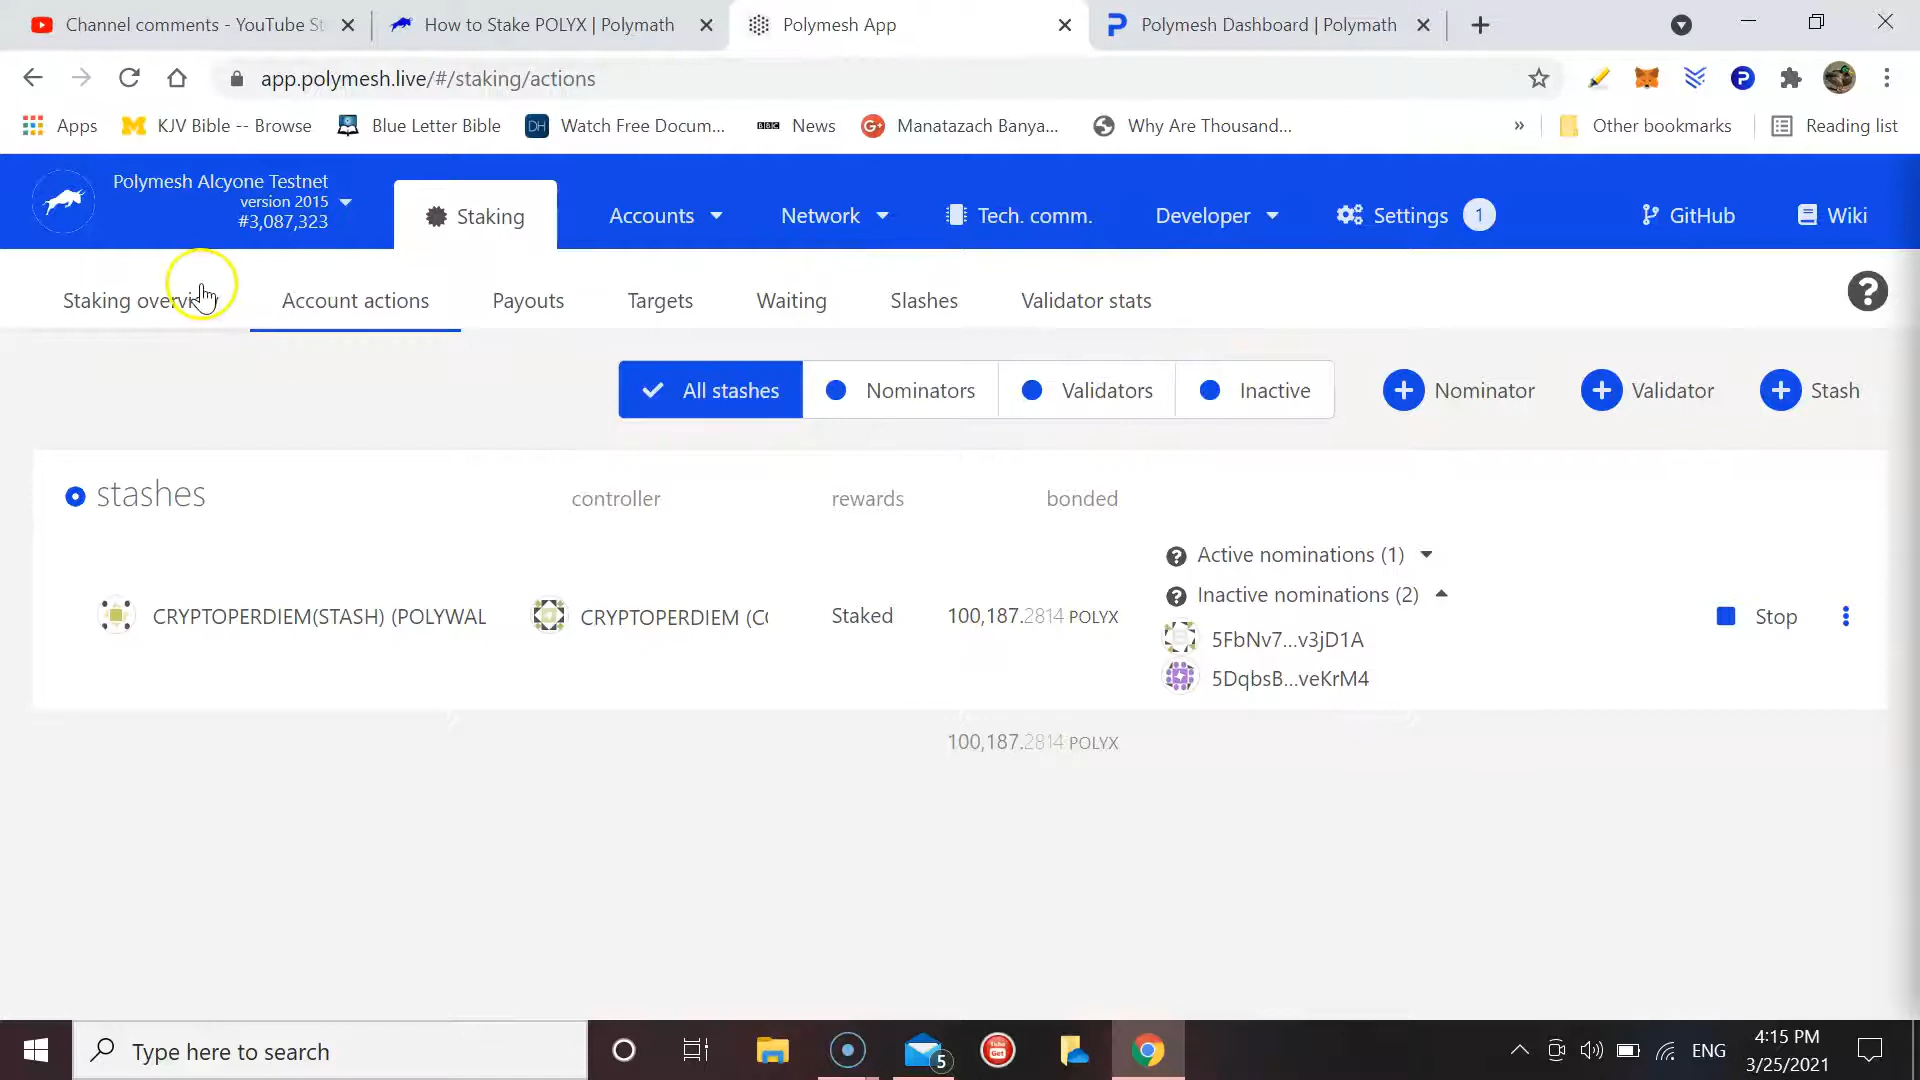 Channel comments - YouTube St
How to Stake POLYX | Polymath
Polymesh App
Polymesh Dashboard | Polymath
app.polymesh.live/#/staking/actions
Apps
KJV Bible -- Browse
Blue Letter Bible
DH
Watch Free Docum...
BBC
News
Manatazach Banya...
Why Are Thousand...
»
Other bookmarks
Reading list
Polymesh Alcyone Testnet
version 2015
#3,087,323
Staking
Accounts
Network
Tech. comm.
Developer
Settings
1
GitHub
Wiki
Staking overview
Account actions
Payouts
Targets
Waiting
Slashes
Validator stats
?
All stashes
Nominators
Validators
Inactive
Nominator
Validator
Stash
stashes
controller
rewards
bonded
CRYPTOPERDIEM(STASH) (POLYWAL
CRYPTOPERDIEM (CO
Staked
100,187.2814 POLYX
Active nominations (1)
Inactive nominations (2)
5FbNv7...v3jD1A
5DqbsB...veKrM4
Stop
100,187.2814 POLYX
Type here to search
5
ENG
4:15 PM
3/25/2021